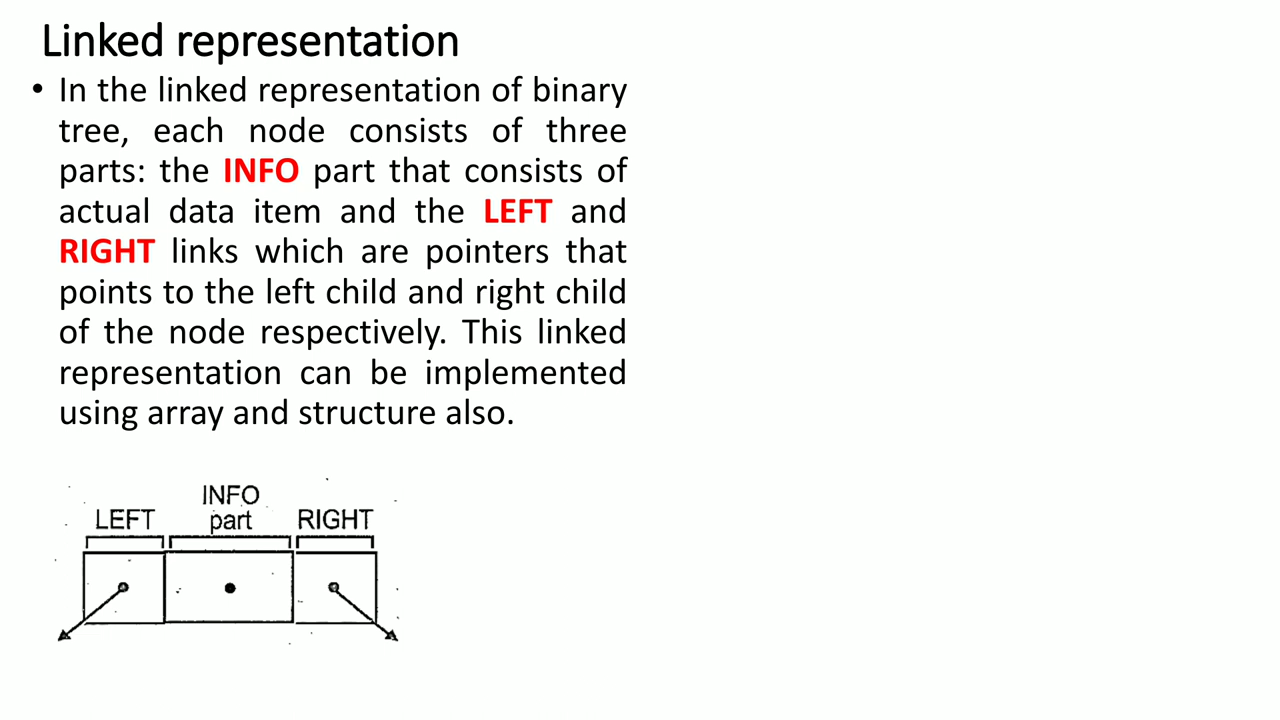 Linked representation
• In the linked representation of binary
tree, each node consists of three
parts: the INFO part that consists of
actual data item and the LEFT and
RIGHT links which are pointers that
points to the left child and right child
of the node respectively. This linked
representation can be implemented
using array and structure also.
INFO
LEFT part RIGHT